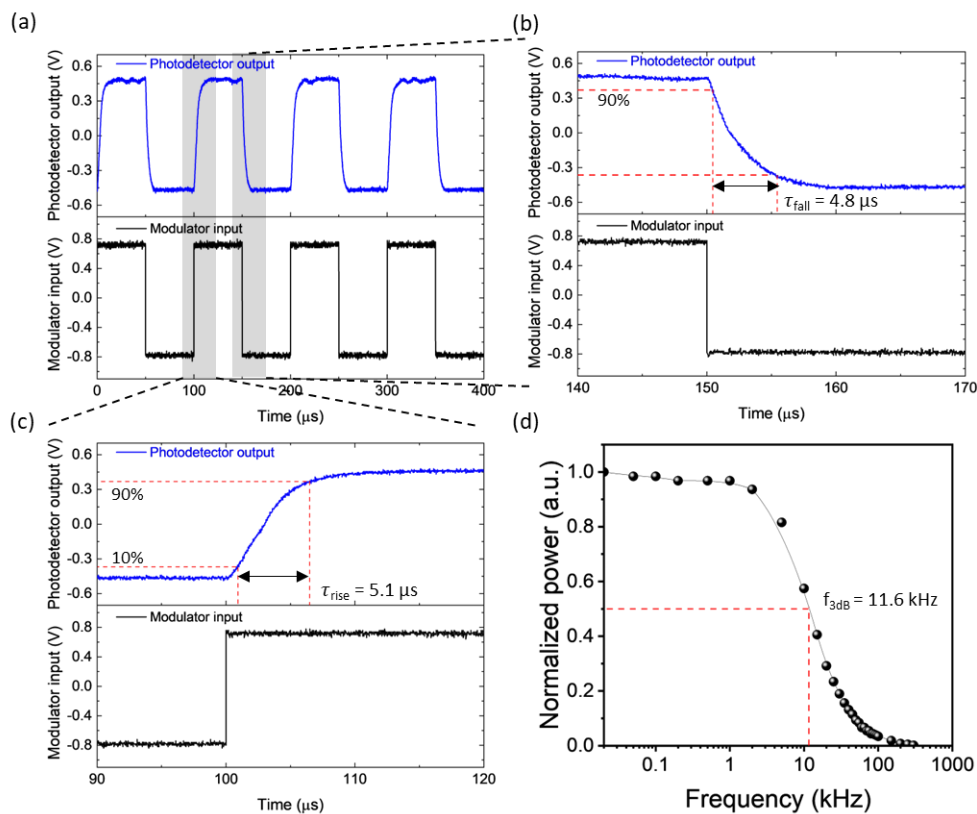 (a)
Photodetector output (V)
0.6
0.3
0.0
-0.3
-0.6
Photodetector output
Modulator input (V)
0.8
0.4
0.0
-0.4
-0.8
Modulator input
0 100 200 300 400
Time (μs)
(b)
Photodetector output (V)
0.6
0.3
0.0
-0.3
-0.6
Photodetector output
90%
τfall = 4.8 μs
Modulator input (V)
0.8
0.4
0.0
-0.4
-0.8
Modulator input
140 150 160 170
Time (μs)
(c)
Photodetector output (V)
0.6
0.3
0.0
-0.3
-0.6
Photodetector output
90%
10%
τrise = 5.1 μs
Modulator input (V)
0.8
0.4
0.0
-0.4
-0.8
Modulator input
90 100 110 120
Time (μs)
(d)
Normalized power (a.u.)
1.0
0.8
0.6
0.4
0.2
0.0
f3dB = 11.6 kHz
0.1 1 10 100 1000
Frequency (kHz)